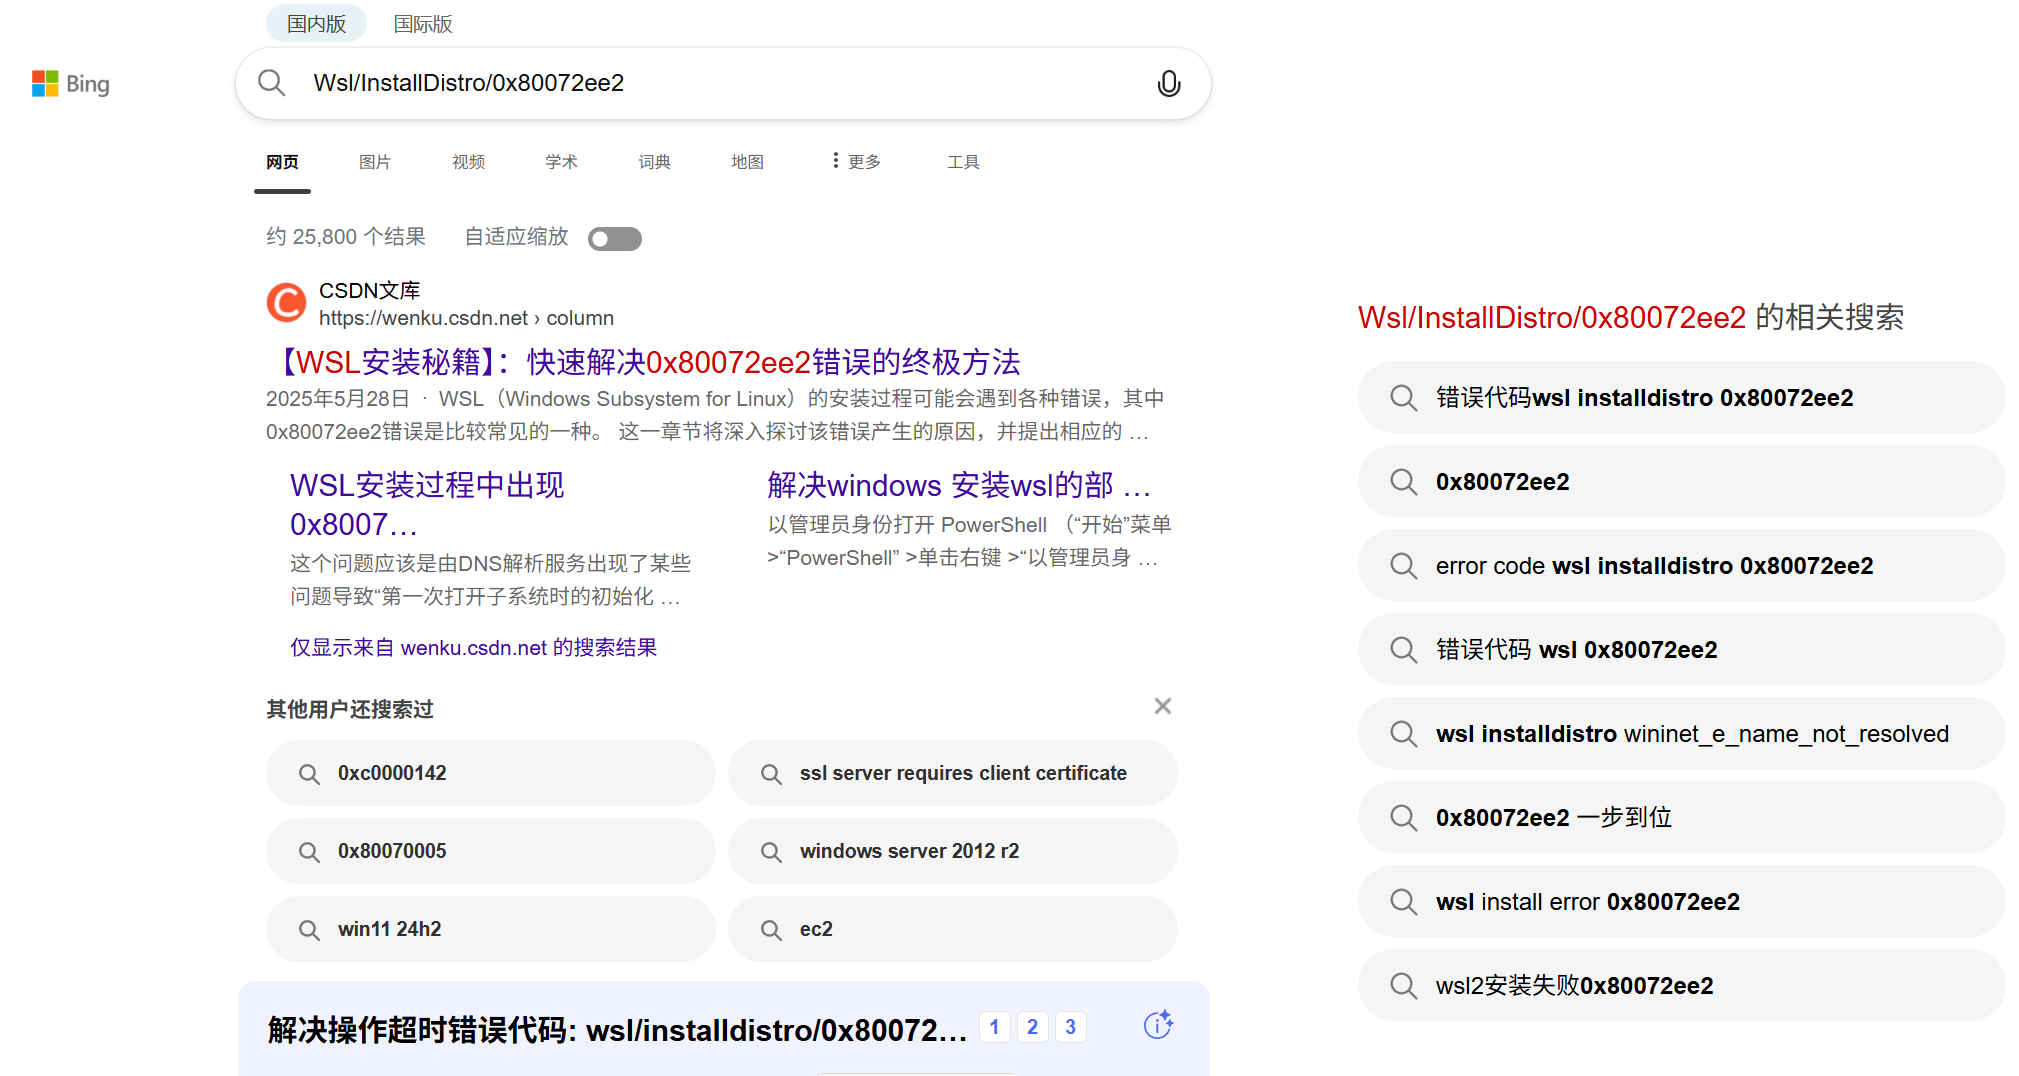 国内版 国际版
Bing
Wsl/InstallDistro/0x80072ee2
网页 图片 视频 学术 词典 地图 更多 工具
约 25,800 个结果 自适应缩放
CSDN文库
https://wenku.csdn.net › column
【WSL安装秘籍】：快速解决0x80072ee2错误的终极方法
2025年5月28日 · WSL（Windows Subsystem for Linux）的安装过程可能会遇到各种错误，其中
0x80072ee2错误是比较常见的一种。 这一章节将深入探讨该错误产生的原因，并提出相应的 …
WSL安装过程中出现
0x8007…
这个问题应该是由DNS解析服务出现了某些
问题导致“第一次打开子系统时的初始化 …
解决windows 安装wsl的部 …
以管理员身份打开 PowerShell （“开始”菜单
>“PowerShell” >单击右键 >“以管理员身 …
仅显示来自 wenku.csdn.net 的搜索结果
其他用户还搜索过
0xc0000142
ssl server requires client certificate
0x80070005
windows server 2012 r2
win11 24h2
ec2
解决操作超时错误代码: wsl/installdistro/0x80072… 1 2 3
Wsl/InstallDistro/0x80072ee2 的相关搜索
错误代码wsl installdistro 0x80072ee2
0x80072ee2
error code wsl installdistro 0x80072ee2
错误代码 wsl 0x80072ee2
wsl installdistro wininet_e_name_not_resolved
0x80072ee2 一步到位
wsl install error 0x80072ee2
wsl2安装失败0x80072ee2